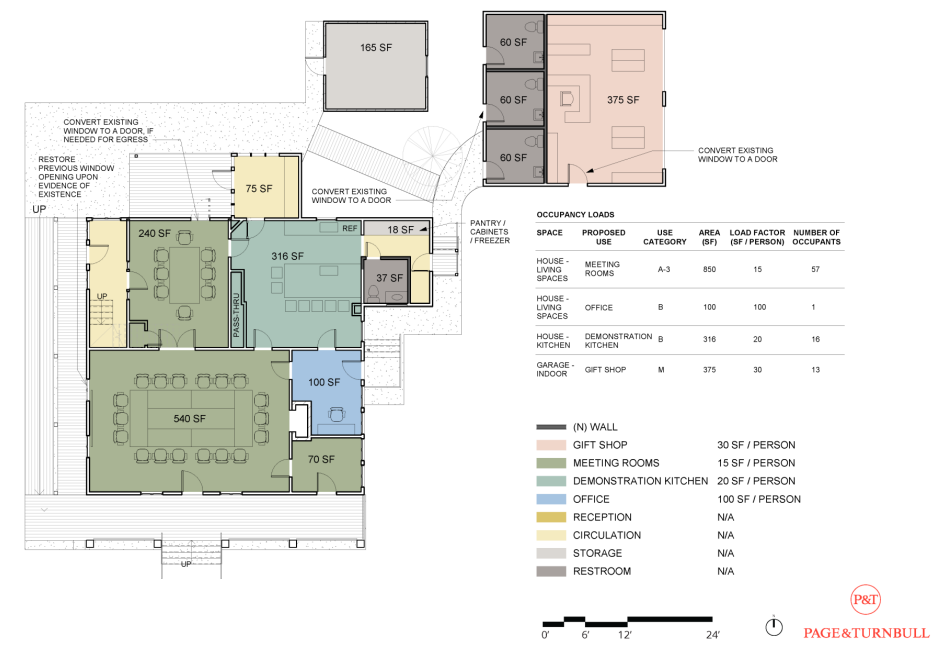 165 SF
60 SF
60 SF
60 SF
375 SF
CONVERT EXISTING
WINDOW TO A DOOR
CONVERT EXISTING
WINDOW TO A DOOR, IF
NEEDED FOR EGRESS
RESTORE
PREVIOUS WINDOW
OPENING UPON
EVIDENCE OF
EXISTENCE
UP
75 SF
CONVERT EXISTING
WINDOW TO A DOOR
PANTRY /
CABINETS
/ FREEZER
240 SF
REF
18 SF
316 SF
37 SF
UP
PASS-THRU
100 SF
540 SF
70 SF
UP
OCCUPANCY LOADS
SPACE PROPOSED USE USE CATEGORY AREA (SF) LOAD FACTOR (SF / PERSON) NUMBER OF OCCUPANTS
HOUSE - LIVING SPACES MEETING ROOMS A-3 850 15 57
HOUSE - LIVING SPACES OFFICE B 100 100 1
HOUSE - KITCHEN DEMONSTRATION KITCHEN B 316 20 16
GARAGE - INDOOR GIFT SHOP M 375 30 13
(N) WALL
GIFT SHOP 30 SF / PERSON
MEETING ROOMS 15 SF / PERSON
DEMONSTRATION KITCHEN 20 SF / PERSON
OFFICE 100 SF / PERSON
RECEPTION N/A
CIRCULATION N/A
STORAGE N/A
RESTROOM N/A
0' 6' 12' 24'
P&T
PAGE&TURNBULL